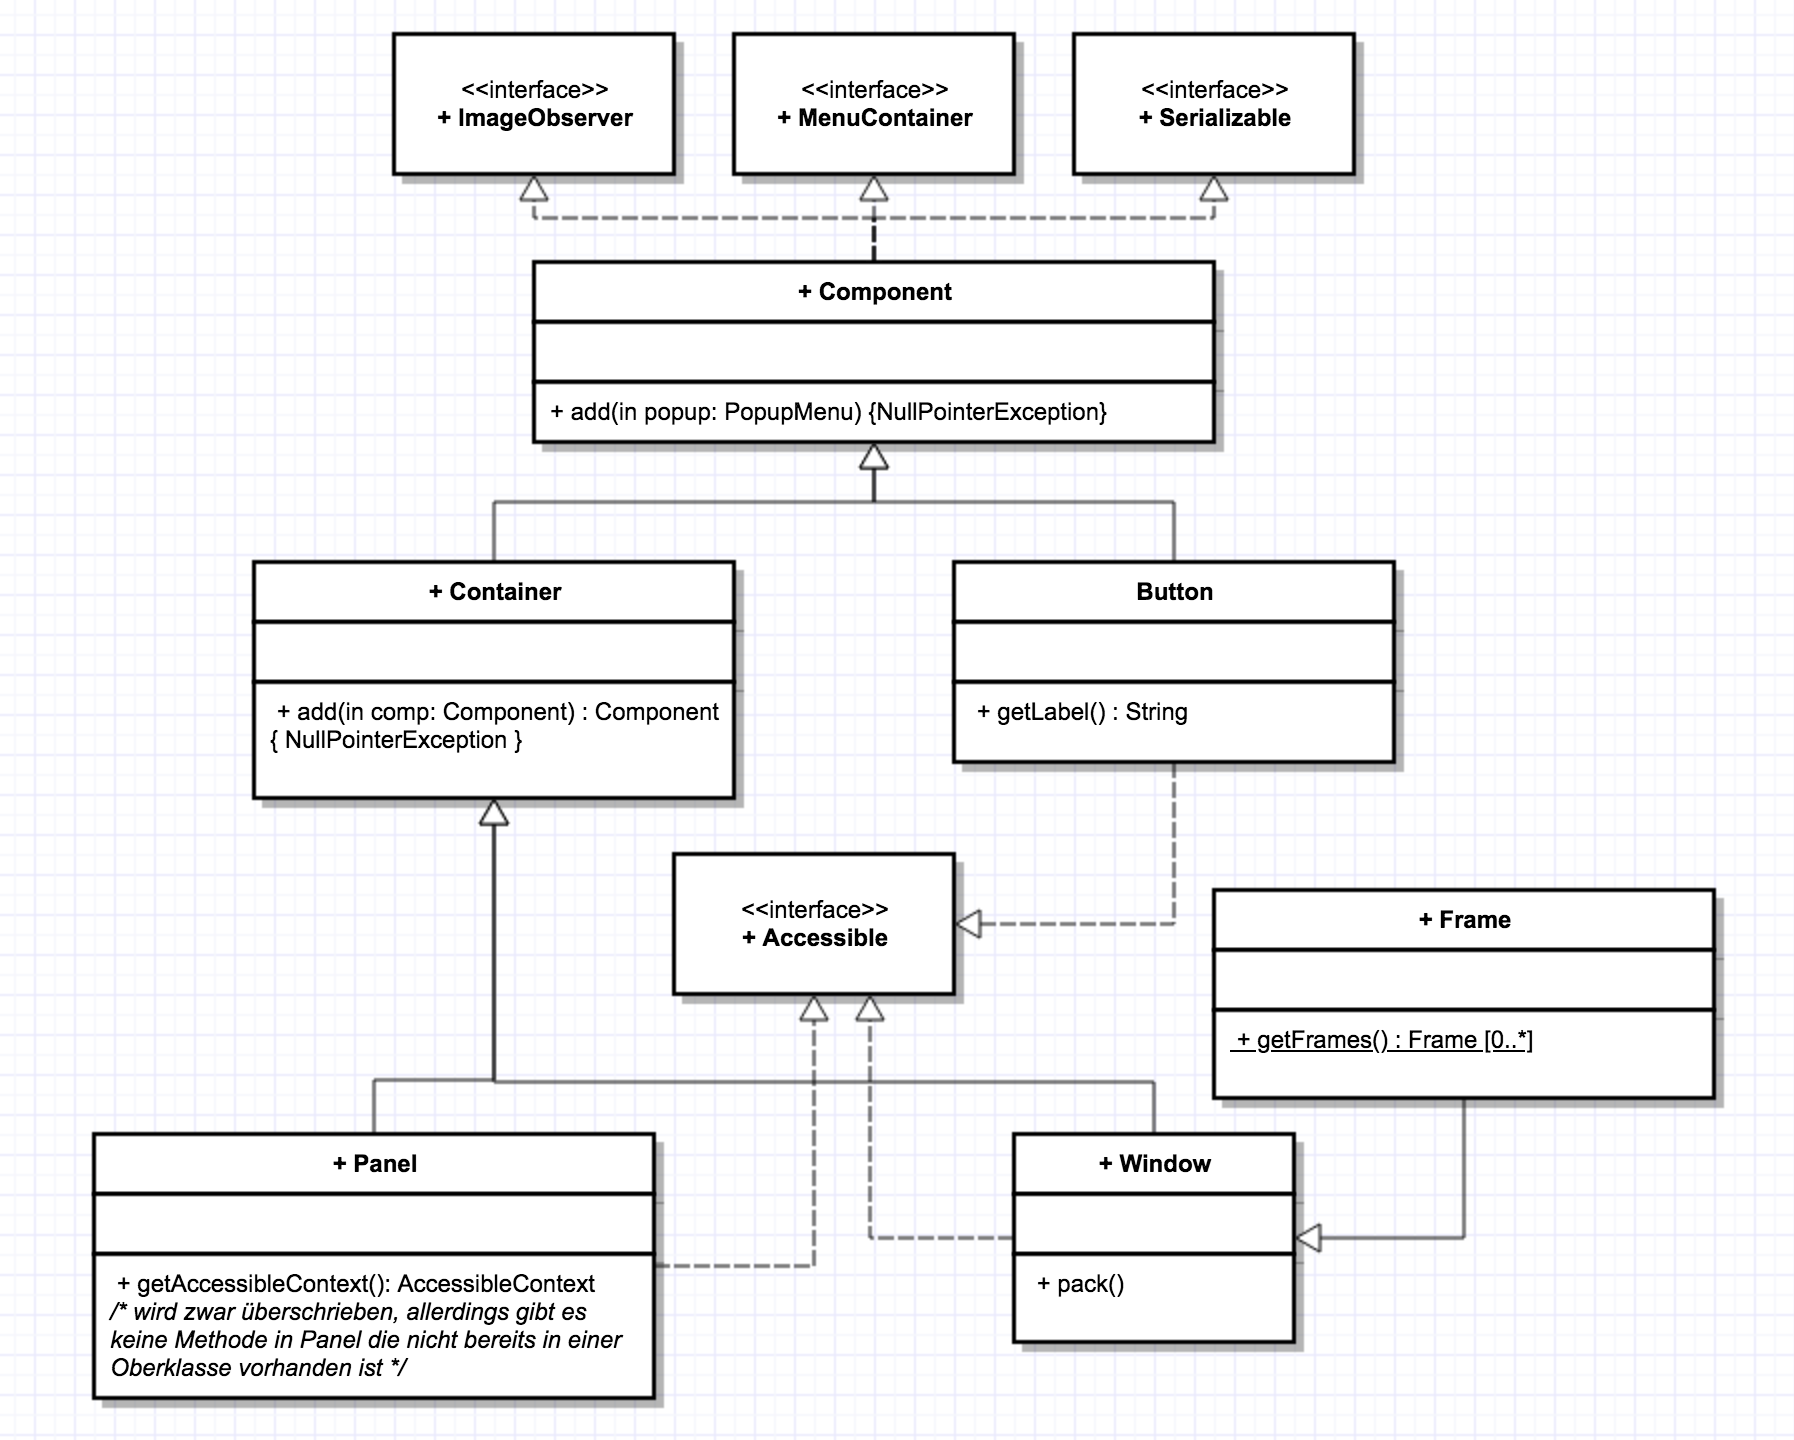 <<interface>>
+ ImageObserver
<<interface>>
+ MenuContainer
<<interface>>
+ Serializable
+ Component
+ add(in popup: PopupMenu) {NullPointerException}
+ Container
+ add(in comp: Component) : Component
{ NullPointerException }
Button
+ getLabel() : String
<<interface>>
+ Accessible
+ Frame
+ getFrames() : Frame [0..*]
+ Panel
+ getAccessibleContext(): AccessibleContext
/* wird zwar überschrieben, allerdings gibt es
keine Methode in Panel die nicht bereits in einer
Oberklasse vorhanden ist */
+ Window
+ pack()